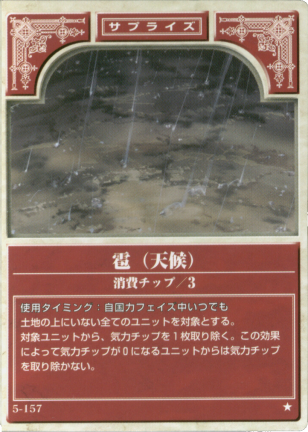 サプライズ
雹（天候）
消費チップ／3
使用タイミング：自国力フェイズ中いつでも
土地の上にいない全てのユニットを対象とする。
対象ユニットから、気力チップを1枚取り除く。この効果
によって気力チップが0になるユニットからは気力チップ
を取り除かない。
5-157
★